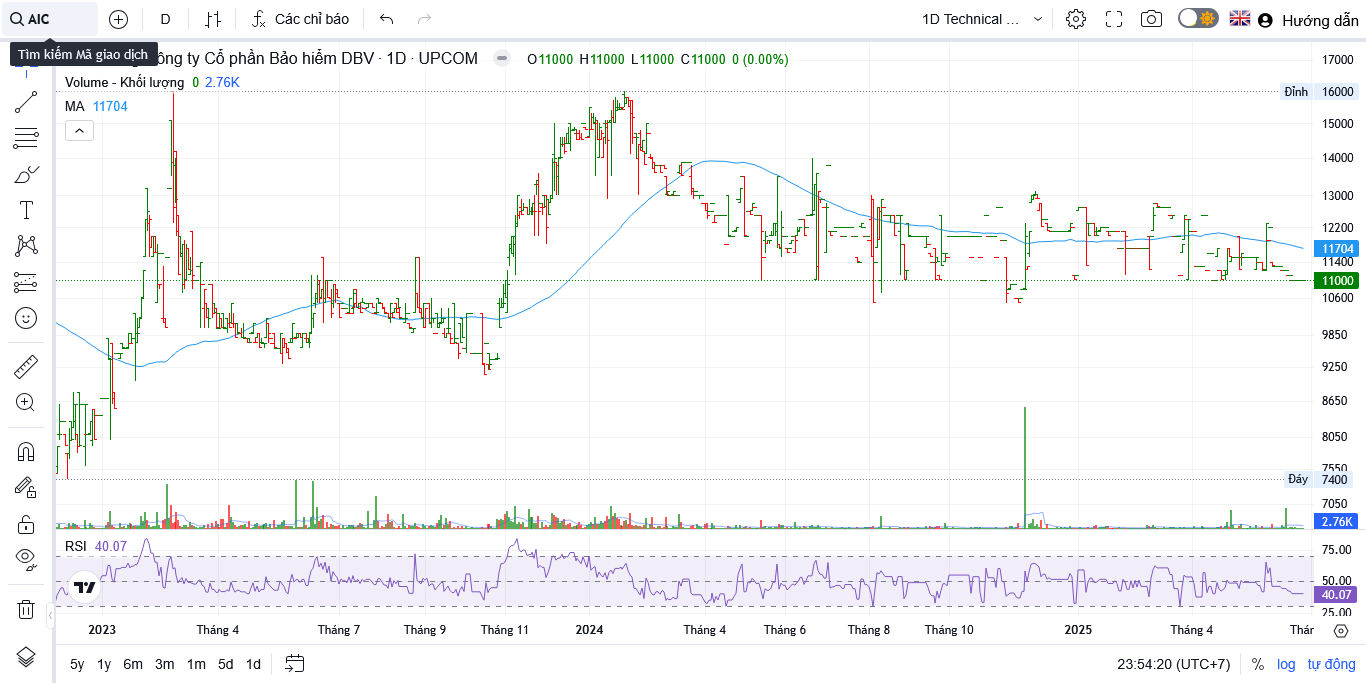 AIC
D
Các chỉ báo
1D Technical ...
Hướng dẫn
Tìm kiếm Mã giao dịch
ông ty Cổ phần Bảo hiểm DBV · 1D · UPCOM
O11000 H11000 L11000 C11000 0 (0.00%)
Volume - Khối lượng 0 2.76K
MA 11704
17000
Đỉnh 16000
15000
14000
13000
12200
11704
11400
11000
10600
9850
9250
8650
8050
7550
Đáy 7400
7050
2.76K
RSI 40.07
75.00
50.00
40.07
25.00
2023 Tháng 4 Tháng 7 Tháng 9 Tháng 11 2024 Tháng 4 Tháng 6 Tháng 8 Tháng 10 2025 Tháng 4 Thár
5y 1y 6m 3m 1m 5d 1d
23:54:20 (UTC+7) % log tự động